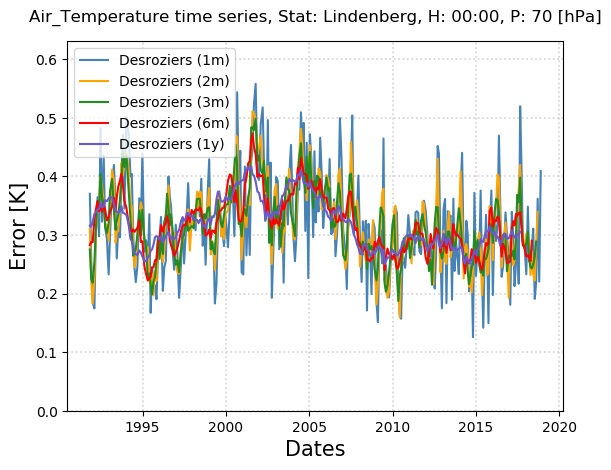 Air_Temperature time series, Stat: Lindenberg, H: 00:00, P: 70 [hPa]
Desroziers (1m)
Desroziers (2m)
Desroziers (3m)
Desroziers (6m)
Desroziers (1y)
Error [K]
0.6
0.5
0.4
0.3
0.2
0.1
0.0
1995 2000 2005 2010 2015 2020
Dates